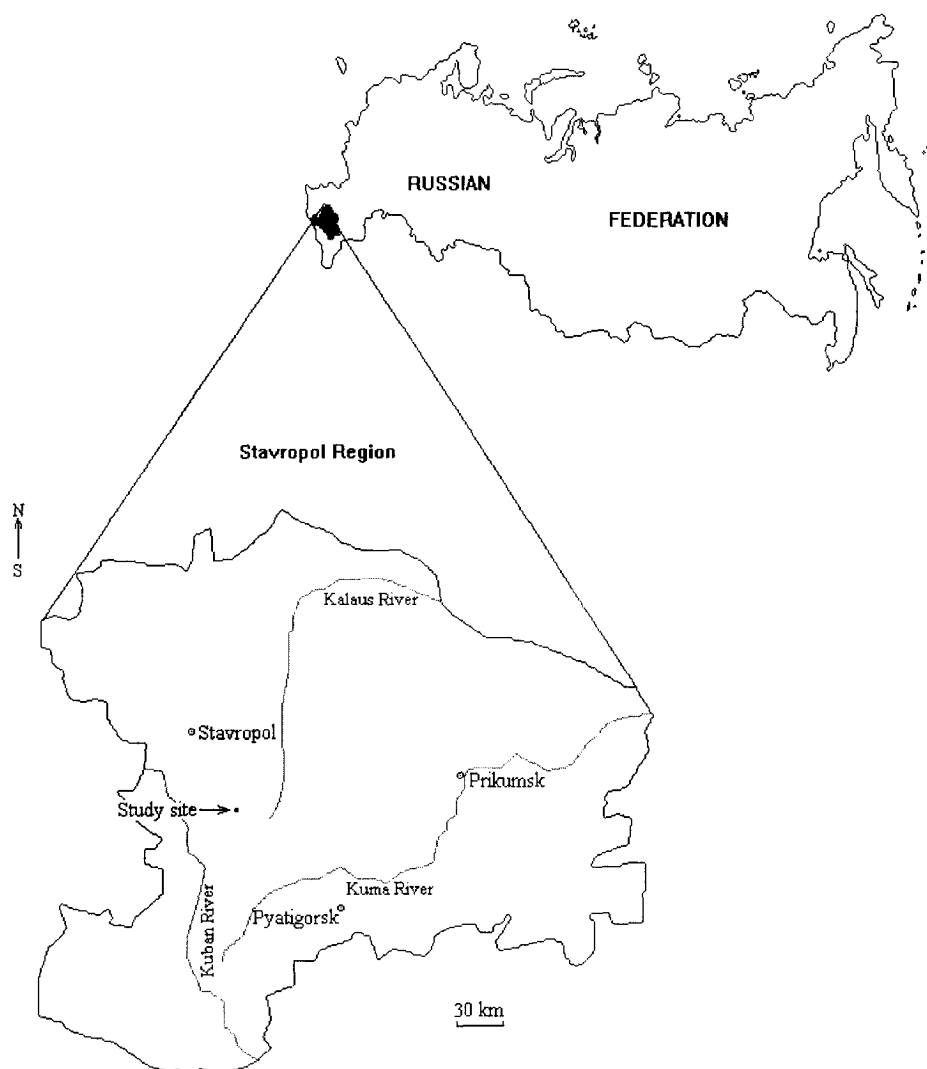 RUSSIAN
FEDERATION
Stavropol Region
N
S
Kalaus River
Stavropol
Prikumsk
Study site
Kuma River
Pyatigorsk
Kuban River
30 km